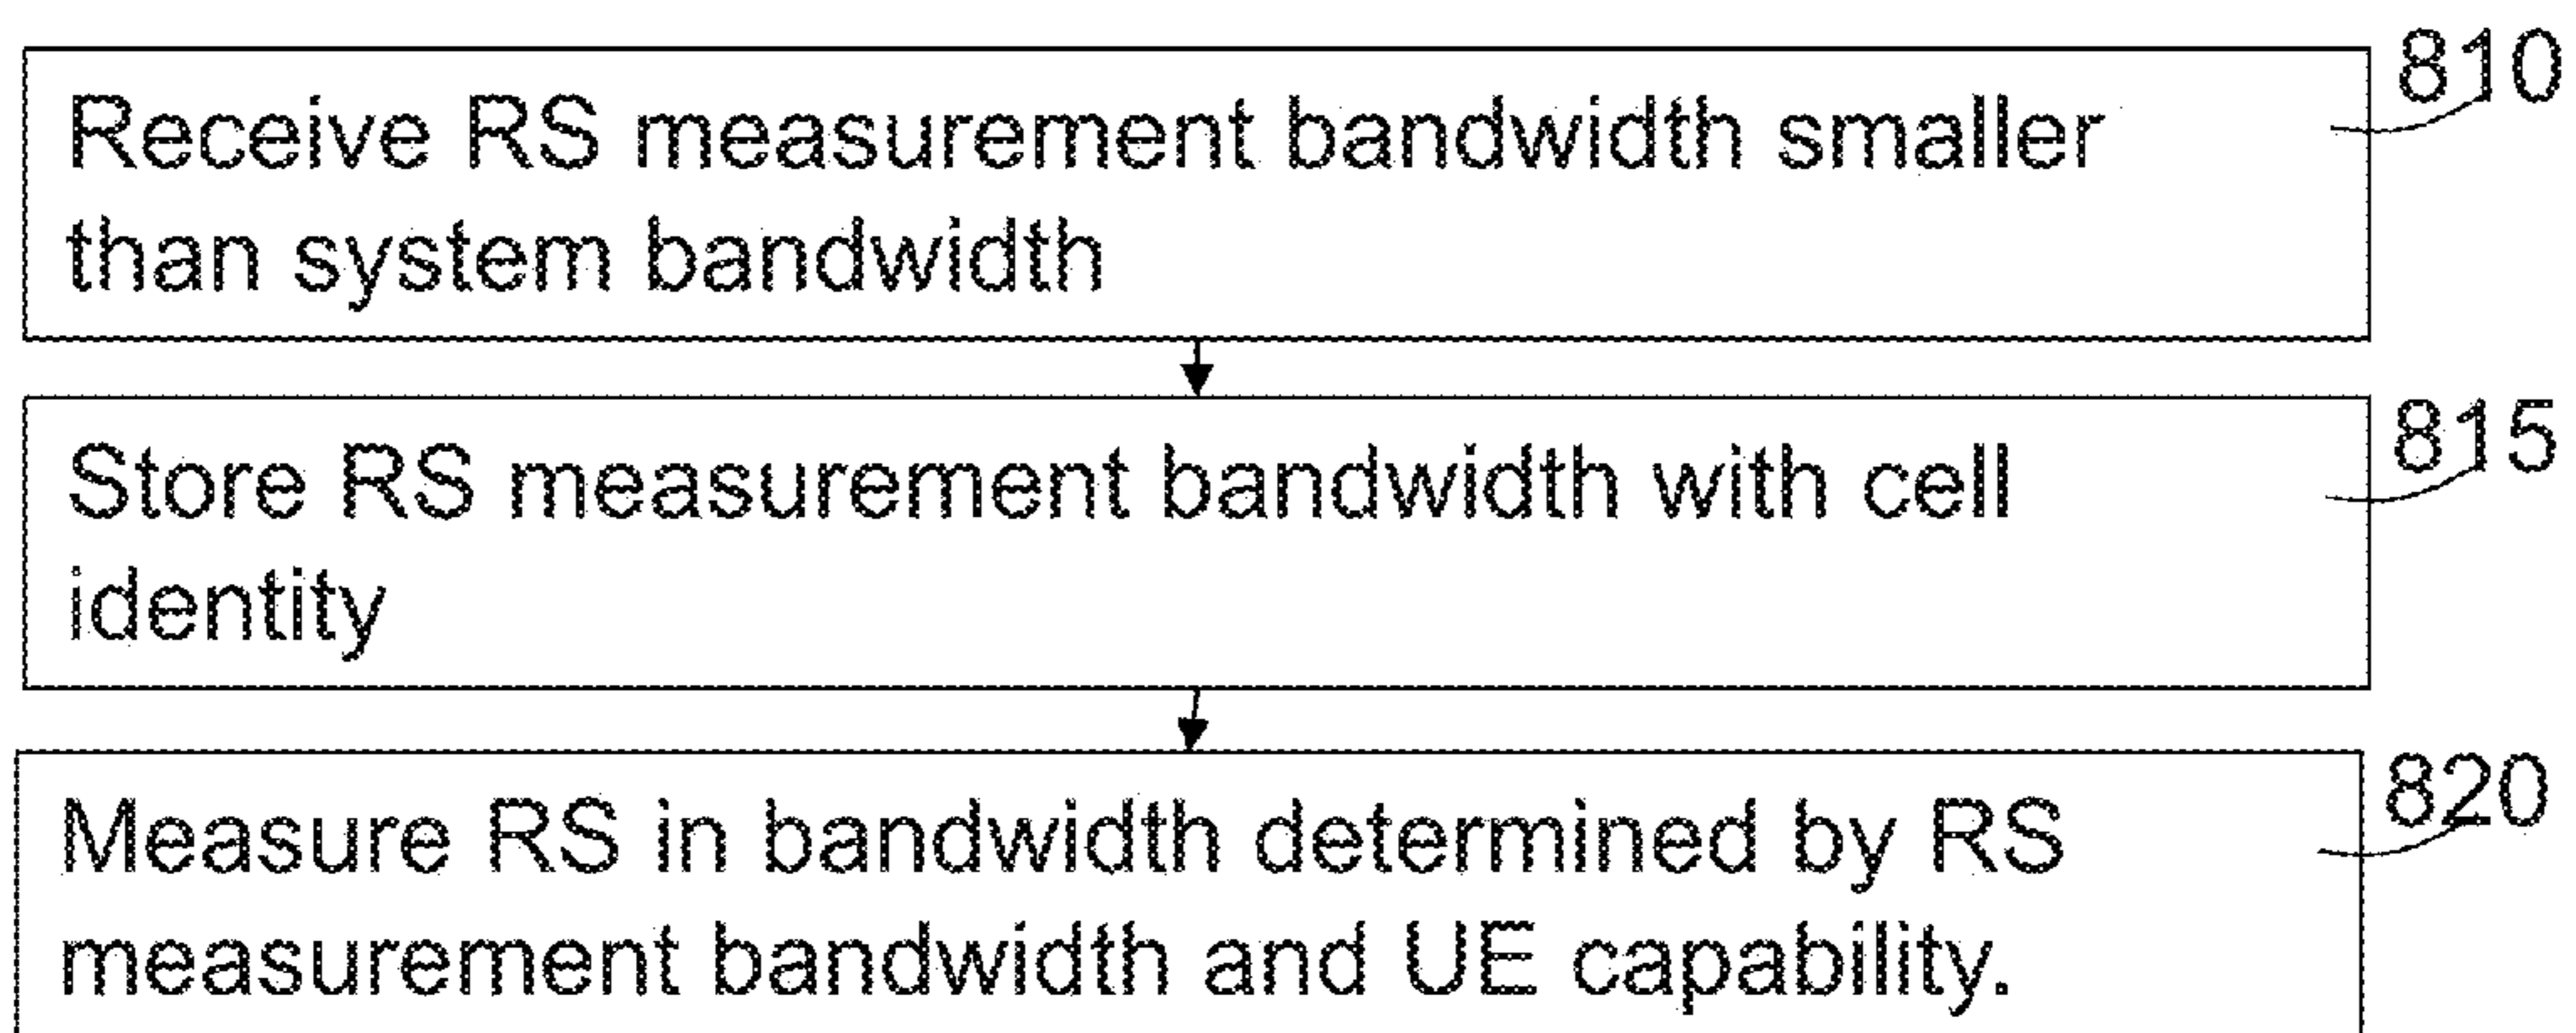 Receive RS measurement bandwidth smaller
than system bandwidth
810
Store RS measurement bandwidth with cell
identity
815
Measure RS in bandwidth determined by RS
measurement bandwidth and UE capability.
820